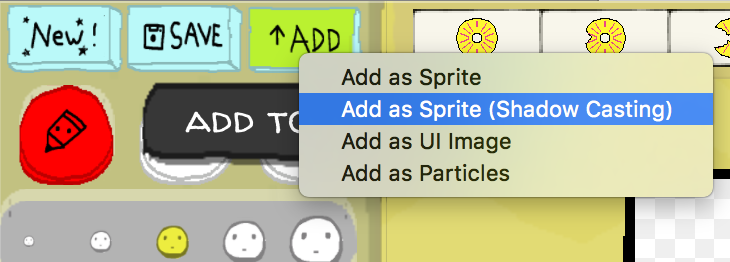 New!
SAVE
↑ADD
ADD TO
Add as Sprite
Add as Sprite (Shadow Casting)
Add as UI Image
Add as Particles